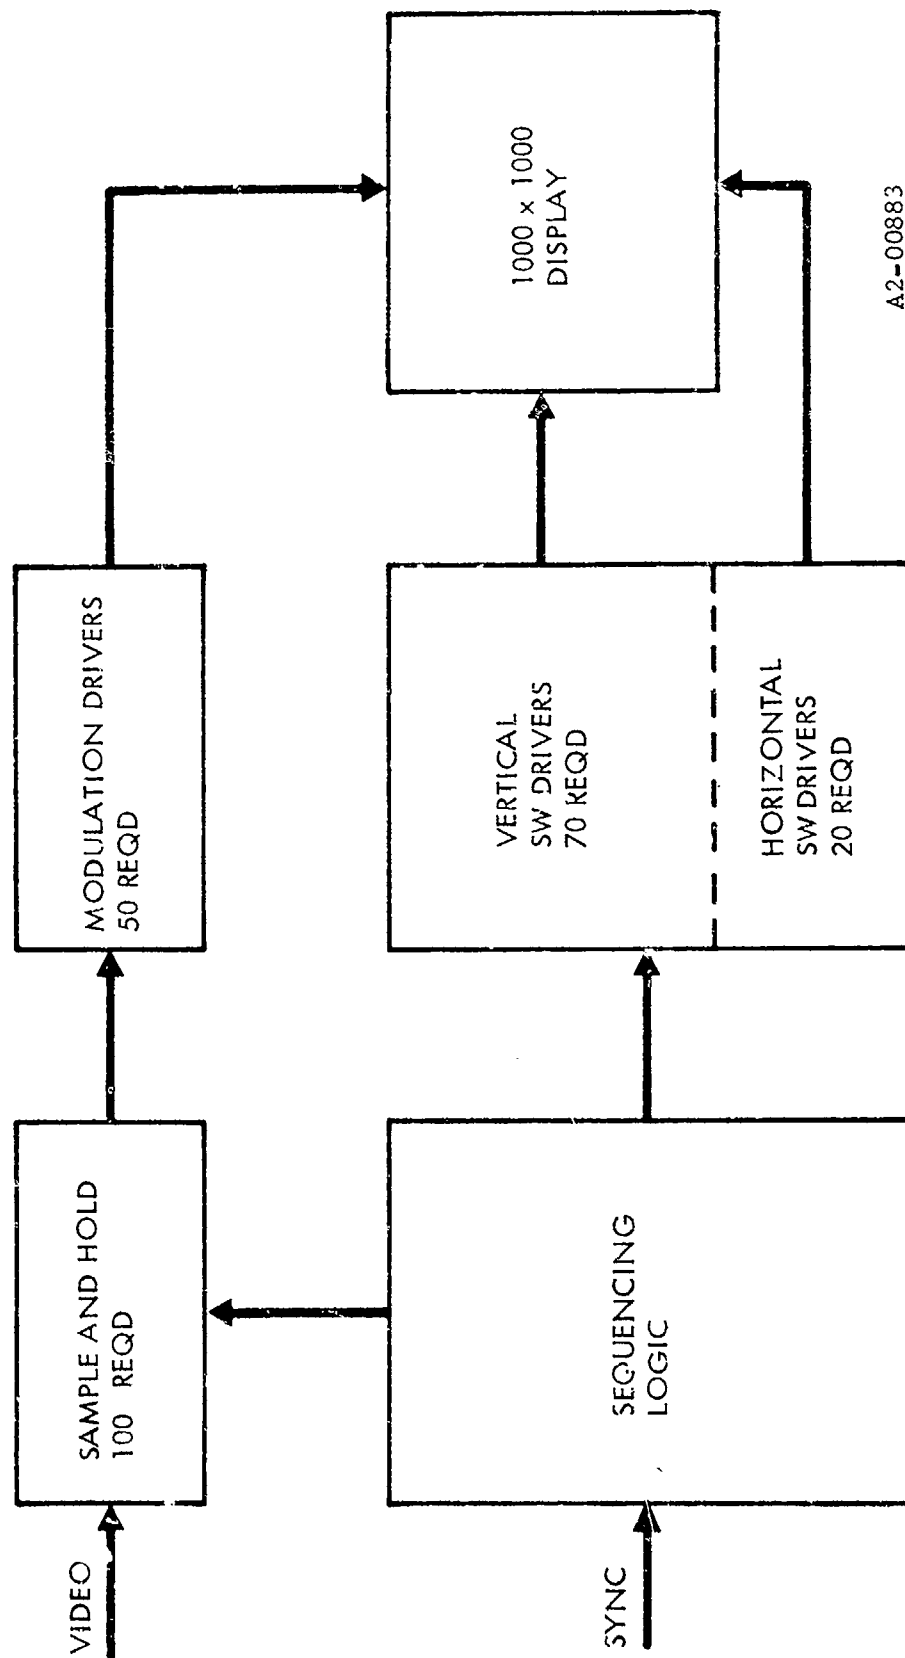 VIDEO
SAMPLE AND HOLD
100 REQD
MODULATION DRIVERS
50 REQD
SYNC
SEQUENCING
LOGIC
VERTICAL
SW DRIVERS
70 REQD
HORIZONTAL
SW DRIVERS
20 REQD
1000 x 1000
DISPLAY
A2-00883